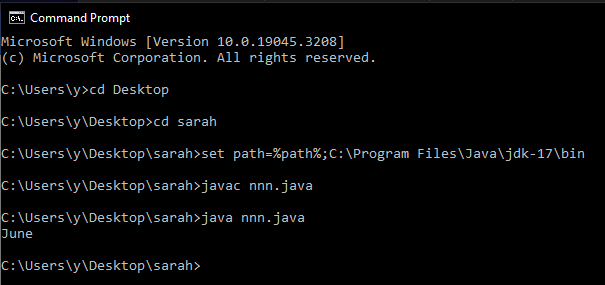 Command Prompt
Microsoft Windows [Version 10.0.19045.3208]
(c) Microsoft Corporation. All rights reserved.
C:\Users\y>cd Desktop
C:\Users\y\Desktop>cd sarah
C:\Users\y\Desktop\sarah>set path=%path%;C:\Program Files\Java\jdk-17\bin
C:\Users\y\Desktop\sarah>javac nnn.java
C:\Users\y\Desktop\sarah>java nnn.java
June
C:\Users\y\Desktop\sarah>